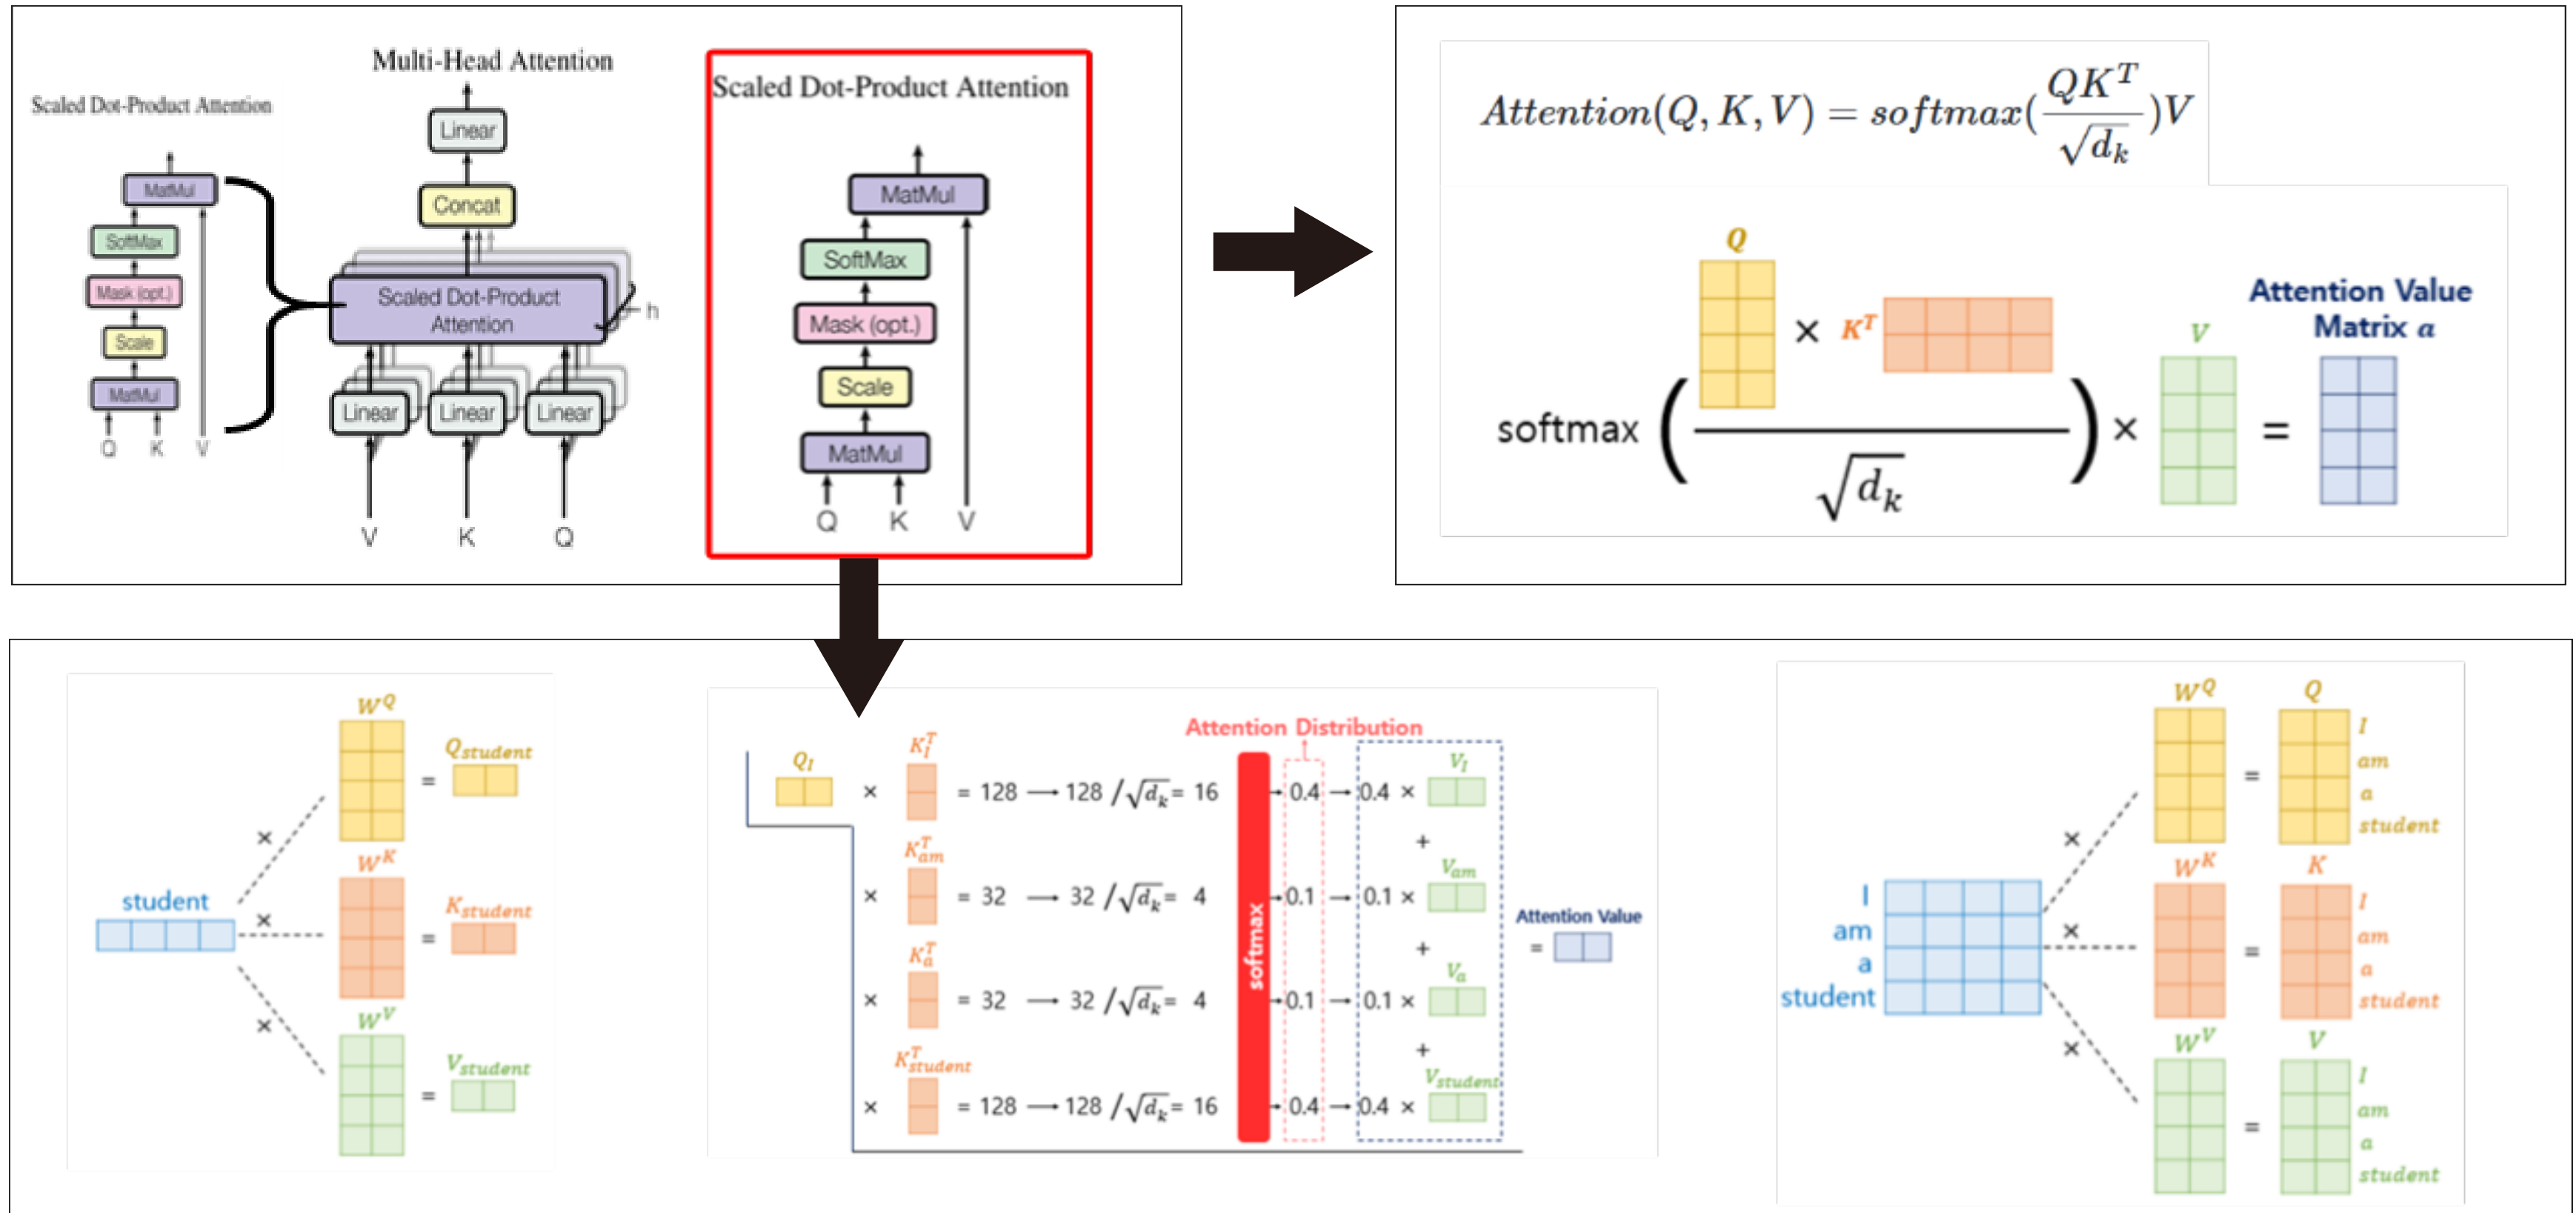 Multi-Head Attention
Scaled Dot-Product Attention
MatMul
SoftMax
Mask (opt.)
Scale
MatMul
Q K V
Linear
Concat
Scaled Dot-Product
Attention
h
Linear Linear Linear
V K Q
Scaled Dot-Product Attention
MatMul
SoftMax
Mask (opt.)
Scale
MatMul
Q K V
Attention(Q, K, V) = softmax(QK^T / √d_k)V
Q
× K^T
softmax ( / √d_k ) × V =
Attention Value
Matrix a
W^Q
Q_student
=
×
W^K
student
K_student
× =
W^V
×
V_student
=
Attention Distribution
Q_I × K_I^T = 128 → 128 /√d_k = 16 → 0.4 → 0.4 × V_I
+
× K_am^T = 32 → 32 /√d_k = 4 → 0.1 → 0.1 × V_am
+
softmax
Attention Value
=
× K_a^T = 32 → 32 /√d_k = 4 → 0.1 → 0.1 × V_a
+
× K_student^T = 128 → 128 /√d_k = 16 → 0.4 → 0.4 × V_student
I
am
a
student
×
×
×
W^Q = Q
I
am
a
student
W^K = K
I
am
a
student
W^V = V
I
am
a
student